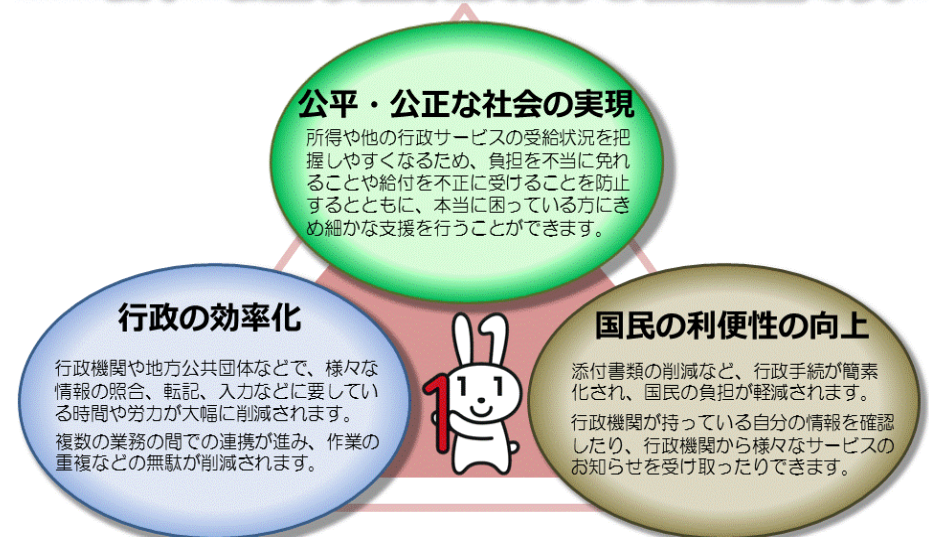 公平・公正な社会の実現
所得や他の行政サービスの受給状況を把
握しやすくなるため、負担を不当に免れ
ることや給付を不正に受けることを防止
するとともに、本当に困っている方にき
め細かな支援を行うことができます。
行政の効率化
行政機関や地方公共団体などで、様々な
情報の照合、転記、入力などに要してい
る時間や労力が大幅に削減されます。
複数の業務の間での連携が進み、作業の
重複などの無駄が削減されます。
1
国民の利便性の向上
添付書類の削減など、行政手続が簡素
化され、国民の負担が軽減されます。
行政機関が持っている自分の情報を確認
したり、行政機関から様々なサービスの
お知らせを受け取ったりできます。